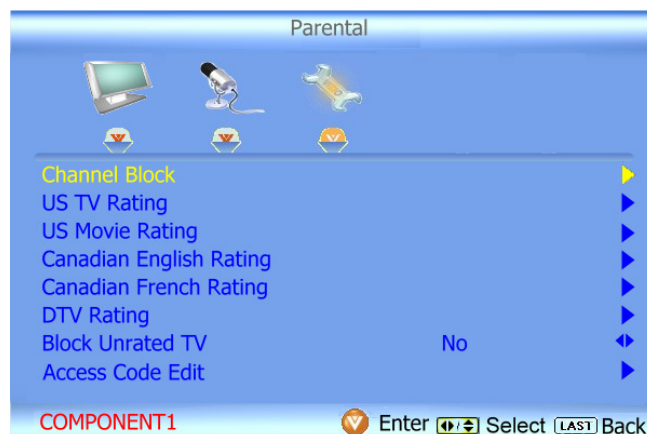 Parental
Channel Block
US TV Rating
US Movie Rating
Canadian English Rating
Canadian French Rating
DTV Rating
Block Unrated TV No
Access Code Edit
COMPONENT1 V Enter Select LAST Back